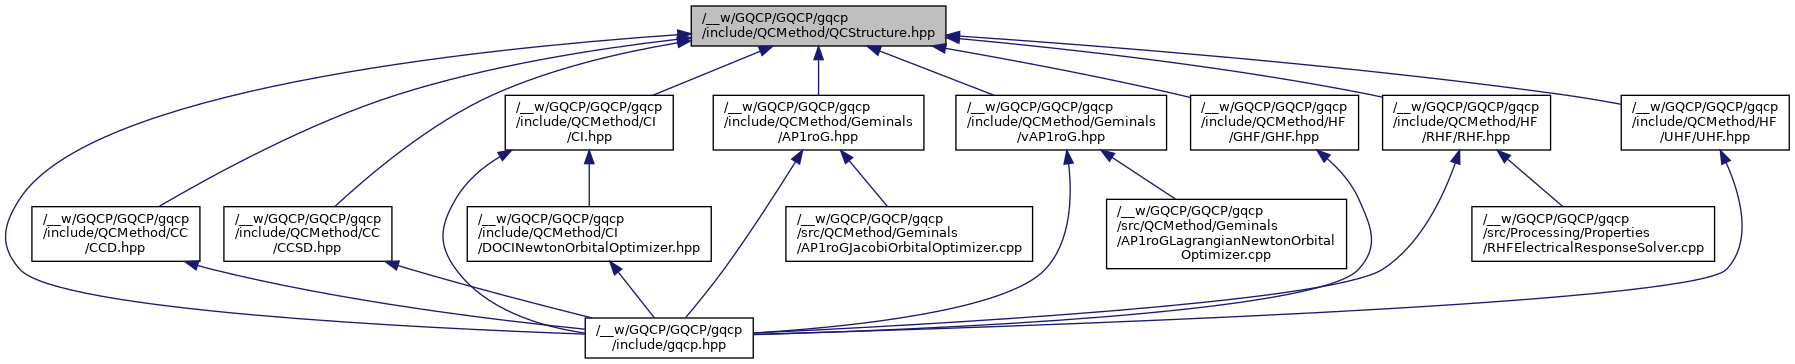 /__w/GQCP/GQCP/gqcp
/include/QCMethod/QCStructure.hpp
/__w/GQCP/GQCP/gqcp
/include/QCMethod/CI
/CI.hpp
/__w/GQCP/GQCP/gqcp
/include/QCMethod/Geminals
/AP1roG.hpp
/__w/GQCP/GQCP/gqcp
/include/QCMethod/Geminals
/vAP1roG.hpp
/__w/GQCP/GQCP/gqcp
/include/QCMethod/HF
/GHF/GHF.hpp
/__w/GQCP/GQCP/gqcp
/include/QCMethod/HF
/RHF/RHF.hpp
/__w/GQCP/GQCP/gqcp
/include/QCMethod/HF
/UHF/UHF.hpp
/__w/GQCP/GQCP/gqcp
/include/QCMethod/CC
/CCD.hpp
/__w/GQCP/GQCP/gqcp
/include/QCMethod/CC
/CCSD.hpp
/__w/GQCP/GQCP/gqcp
/include/QCMethod/CI
/DOCINewtonOrbitalOptimizer.hpp
/__w/GQCP/GQCP/gqcp
/src/QCMethod/Geminals
/AP1roGJacobiOrbitalOptimizer.cpp
/__w/GQCP/GQCP/gqcp
/src/QCMethod/Geminals
/AP1roGLagrangianNewtonOrbital
Optimizer.cpp
/__w/GQCP/GQCP/gqcp
/src/Processing/Properties
/RHFElectricalResponseSolver.cpp
/__w/GQCP/GQCP/gqcp
/include/gqcp.hpp